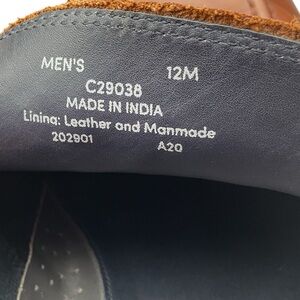 MEN'S 12M
C29038
MADE IN INDIA
Lining: Leather and Manmade
202901 A20